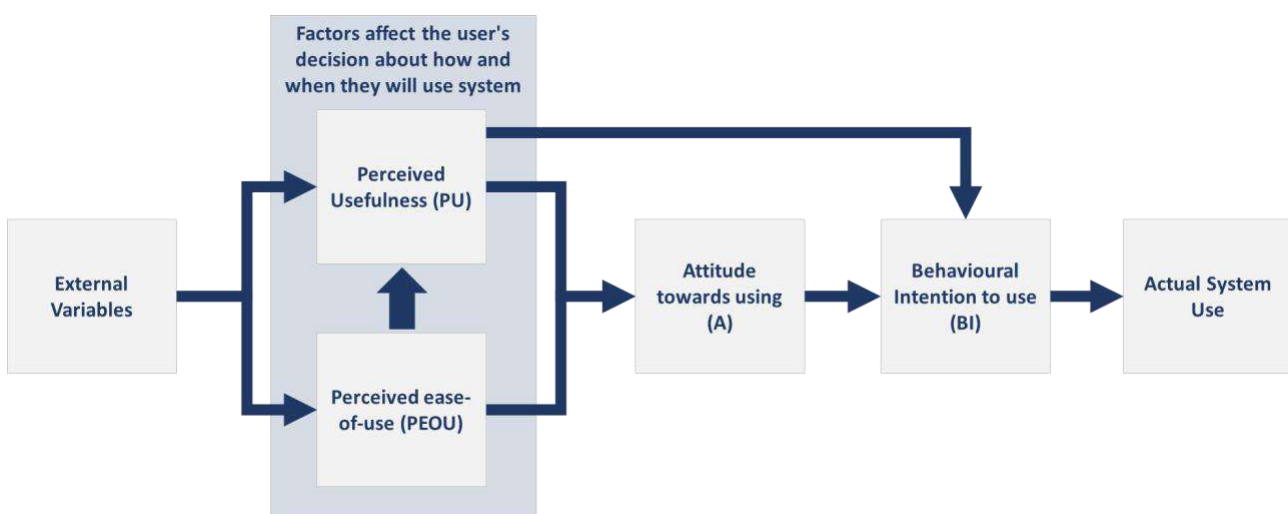 Factors affect the user's
decision about how and
when they will use system
Perceived
Usefulness (PU)
External
Variables
Attitude
towards using
(A)
Behavioural
Intention to use
(BI)
Actual System
Use
Perceived ease-
of-use (PEOU)